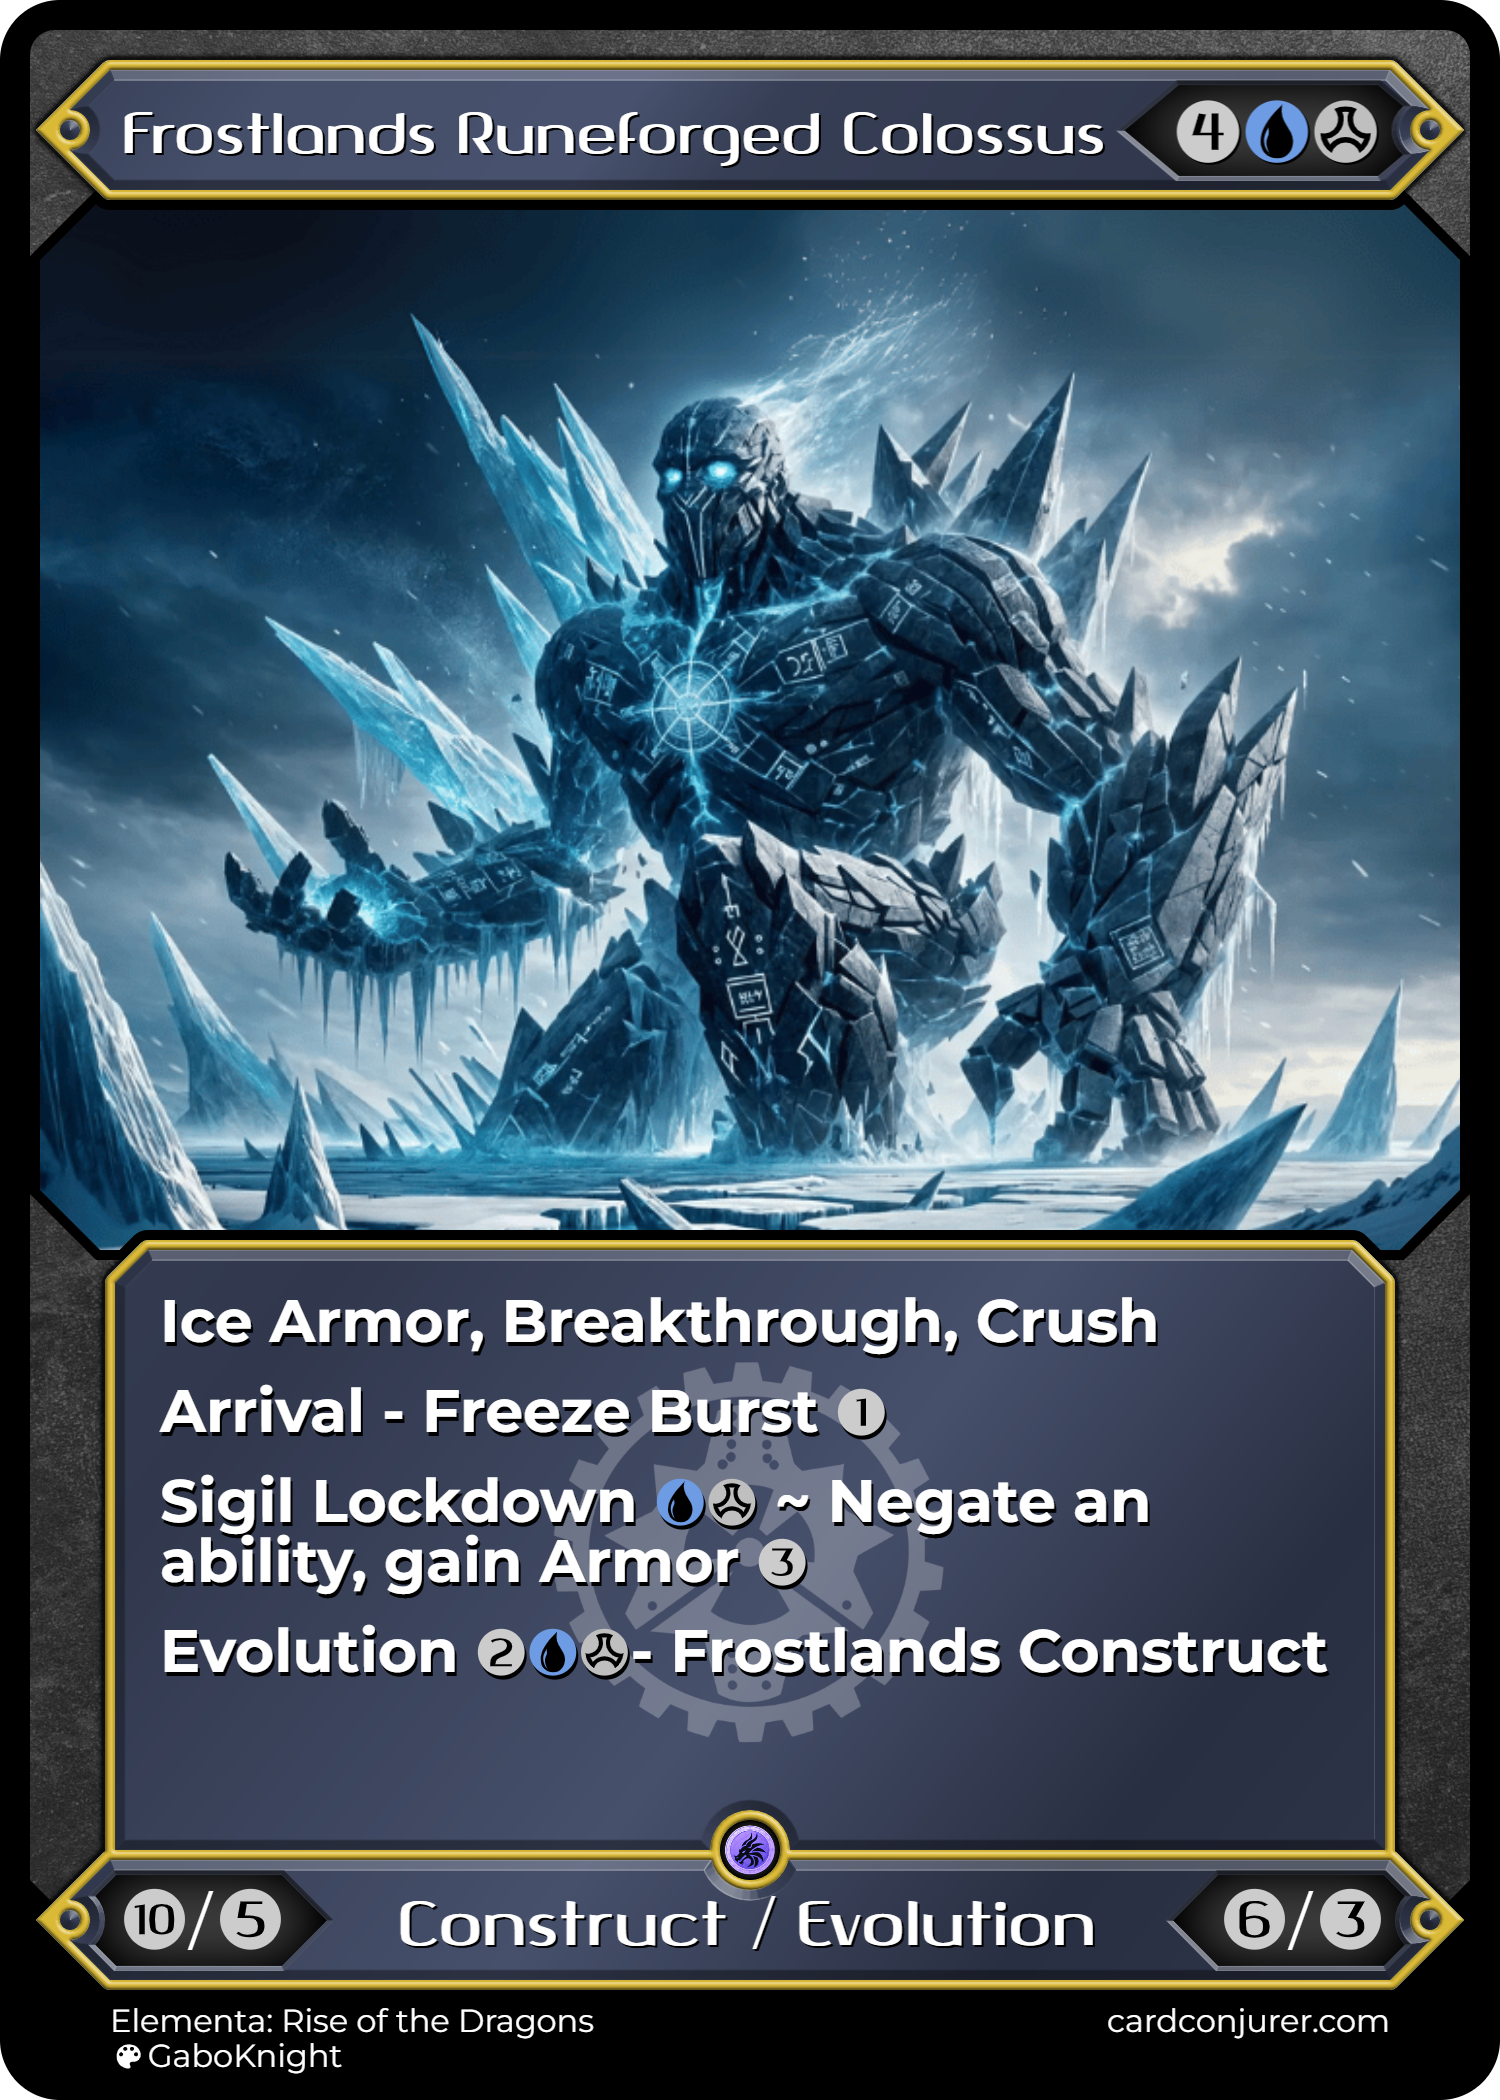 Frostlands Runeforged Colossus 4
Ice Armor, Breakthrough, Crush
Arrival - Freeze Burst 1
Sigil Lockdown ~ Negate an
ability, gain Armor 3
Evolution 2 - Frostlands Construct
10/5 Construct / Evolution 6/3
Elementa: Rise of the Dragons
cardconjurer.com
GaboKnight